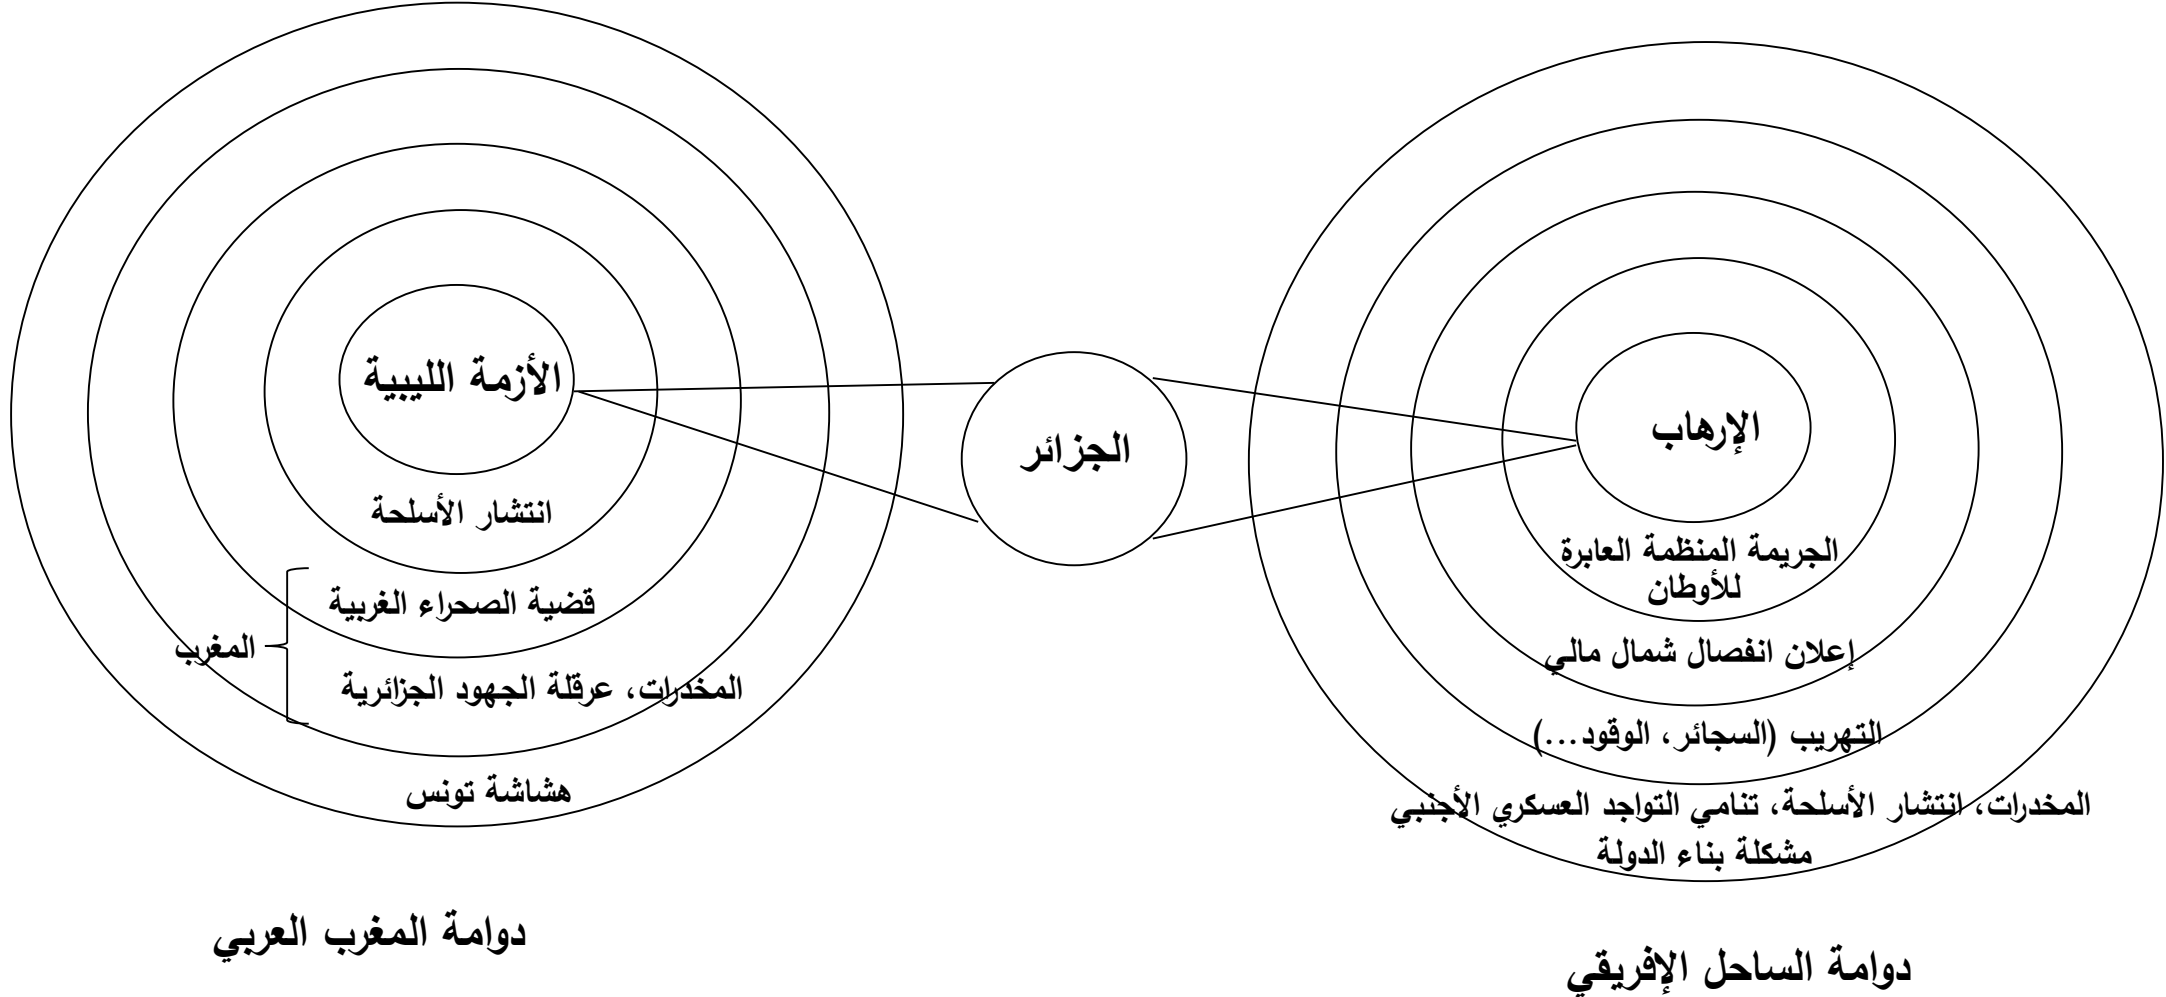 الإرهاب
الجريمة المنظمة العابرة
للأوطان
إعلان انفصال شمال مالي
التهريب (السجائر، الوقود...)
المخدرات، انتشار الأسلحة، تنامي التواجد العسكري الأجنبي
مشكلة بناء الدولة
دوامة الساحل الإفريقي
الجزائر
الأزمة الليبية
انتشار الأسلحة
قضية الصحراء الغربية
المغرب
المخدرات، عرقلة الجهود الجزائرية
هشاشة تونس
دوامة المغرب العربي